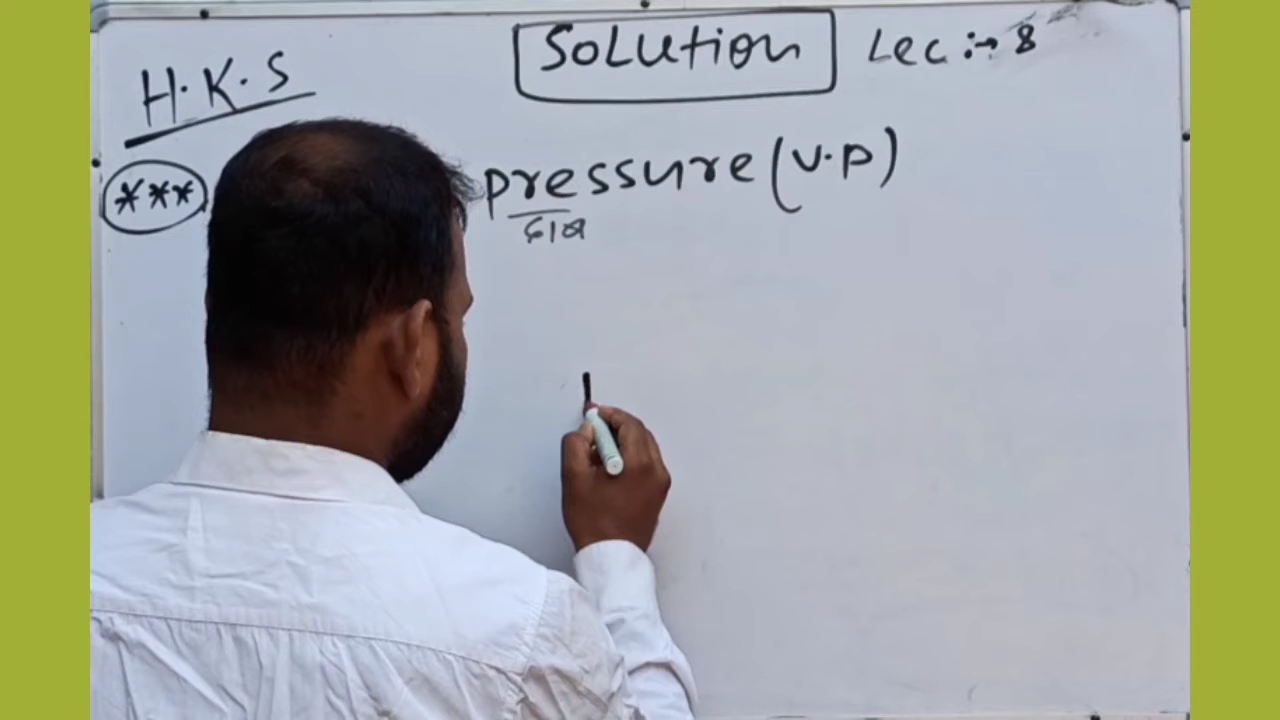 Solution Lec :→ 8
H.K.S
*** pressure (V.P)
દાબ